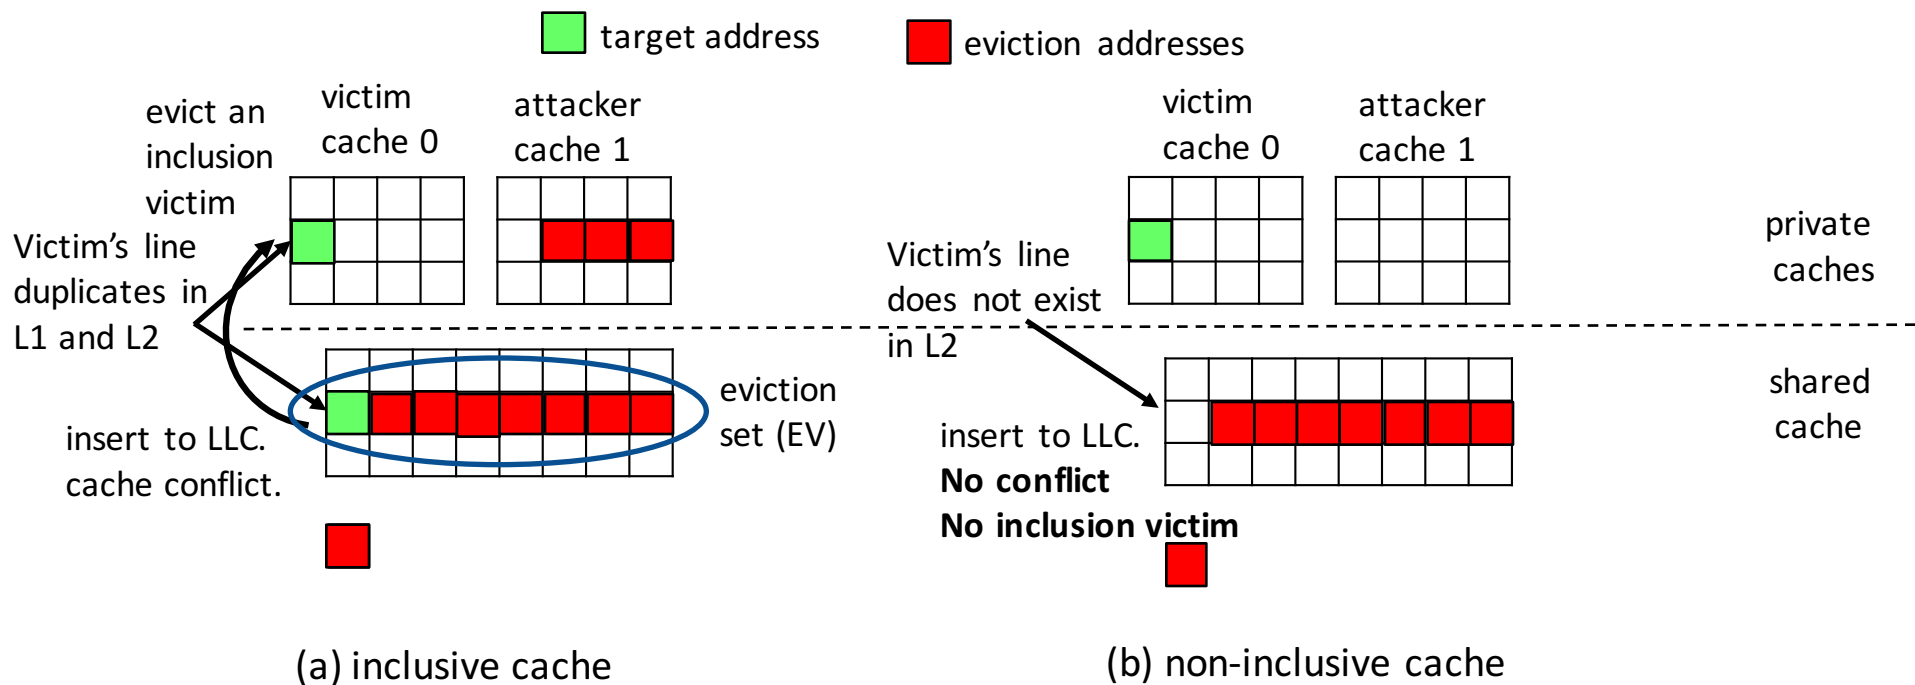 target address
eviction addresses
evict an
inclusion
victim
victim
cache 0
attacker
cache 1
Victim’s line
duplicates in
L1 and L2
insert to LLC.
cache conflict.
eviction
set (EV)
(a) inclusive cache
victim
cache 0
attacker
cache 1
Victim’s line
does not exist
in L2
insert to LLC.
No conflict
No inclusion victim
private
caches
shared
cache
(b) non-inclusive cache